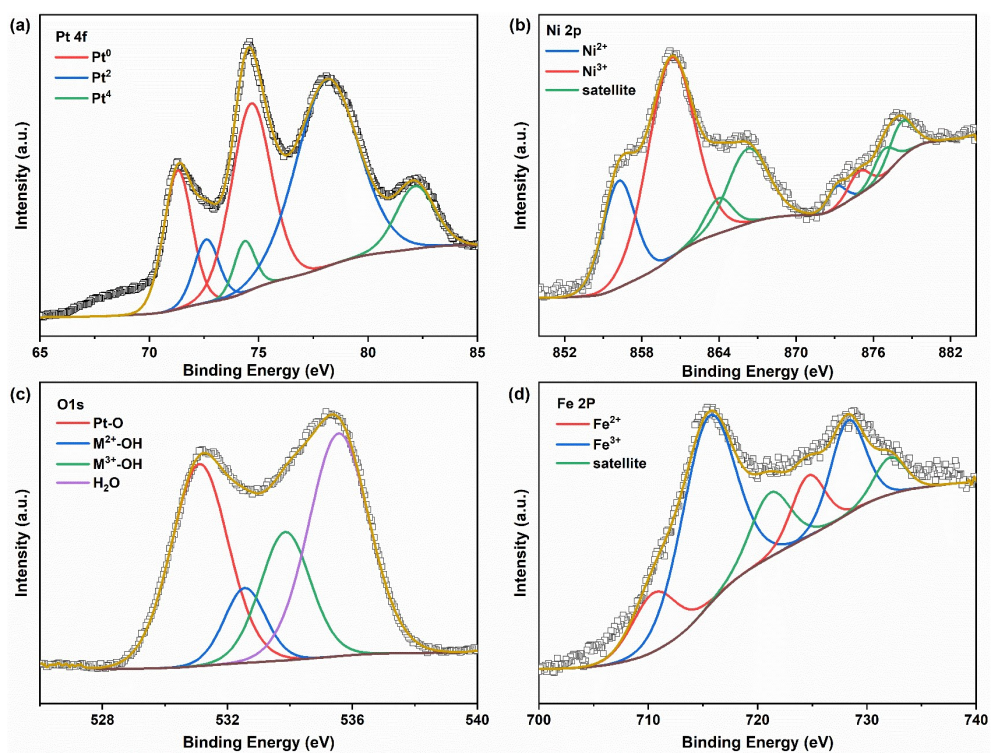 (a)
Pt 4f
Pt⁰
Pt²
Pt⁴
Intensity (a.u.)
65 70 75 80 85
Binding Energy (eV)
(b)
Ni 2p
Ni²⁺
Ni³⁺
satellite
Intensity (a.u.)
852 858 864 870 876 882
Binding Energy (eV)
(c)
O1s
Pt-O
M²⁺-OH
M³⁺-OH
H₂O
Intensity (a.u.)
528 532 536 540
Binding Energy (eV)
(d)
Fe 2P
Fe²⁺
Fe³⁺
satellite
Intensity (a.u.)
700 710 720 730 740
Binding Energy (eV)